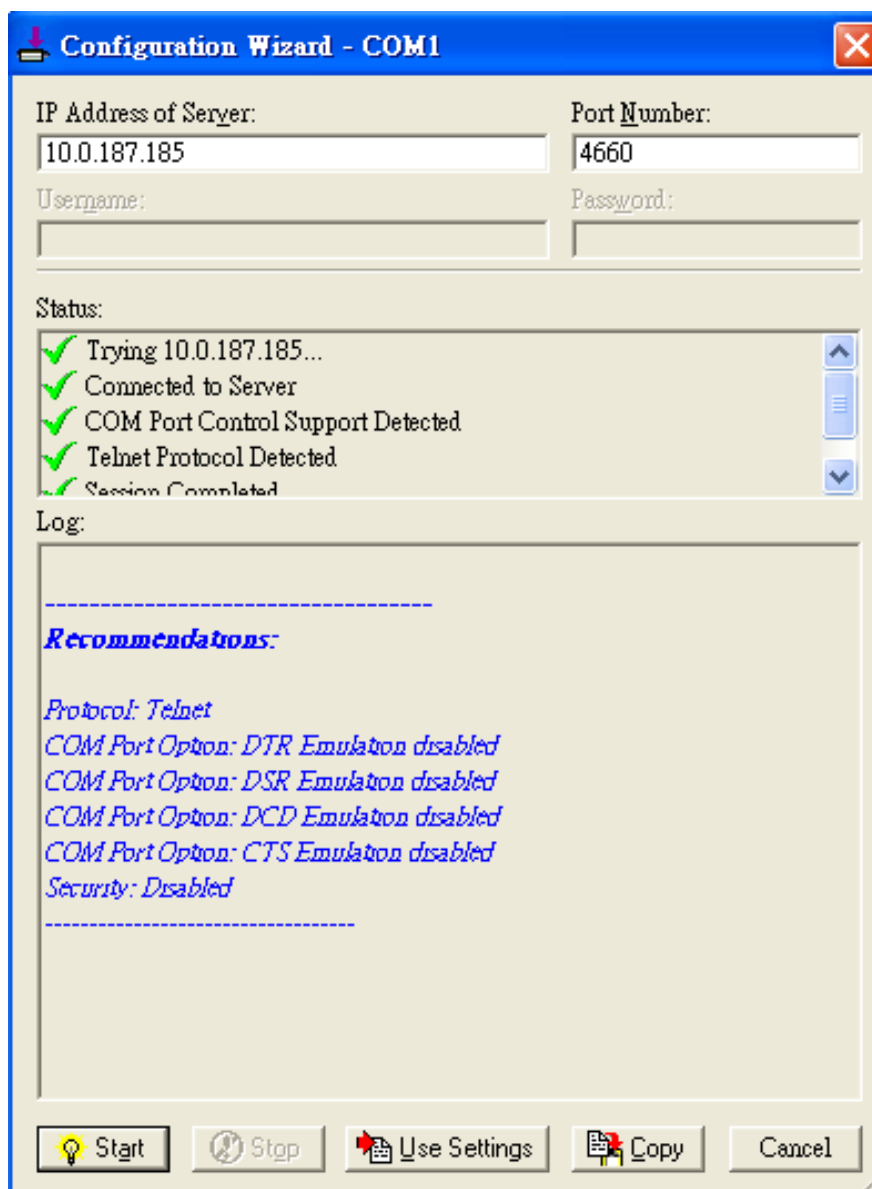 Configuration Wizard - COM1
IP Address of Server: Port Number:
10.0.187.185 4660
Username: Password:
Status:
Trying 10.0.187.185...
Connected to Server
COM Port Control Support Detected
Telnet Protocol Detected
Session Completed
Log:
------------------------------------
Recommendations:
Protocol: Telnet
COM Port Option: DTR Emulation disabled
COM Port Option: DSR Emulation disabled
COM Port Option: DCD Emulation disabled
COM Port Option: CTS Emulation disabled
Security: Disabled
------------------------------------
Start Stop Use Settings Copy Cancel